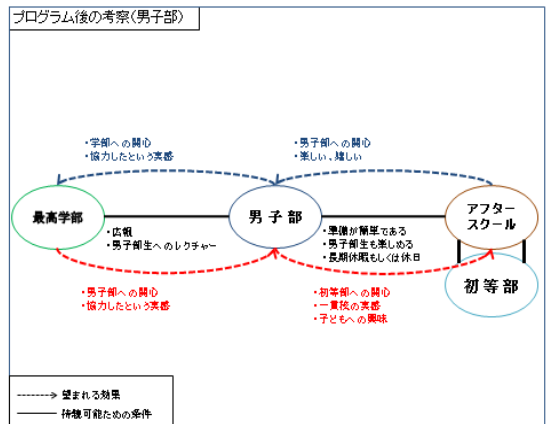 プログラム後の考察(男子部)
・学部への関心
・協力したという実感
・男子部への関心
・楽しい、嬉しい
最高学部
男子部
アフター
スクール
初等部
・広報
・男子部生へのレクチャー
・準備が簡単である
・男子部生も楽しめる
・長期休暇もしくは休日
・男子部への関心
・協力したという実感
・初等部への関心
・一貫校の実感
・子どもへの興味
望まれる効果
持続可能ための条件